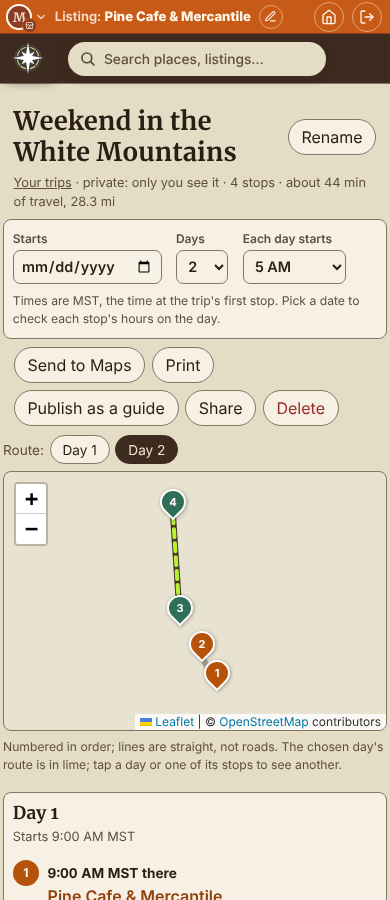 M
Listing: Pine Cafe & Mercantile
Search places, listings...
Weekend in the
White Mountains
Rename
Your trips · private: only you see it · 4 stops · about 44 min
of travel, 28.3 mi
Starts
Days
Each day starts
mm/dd/yyyy
2
5 AM
Times are MST, the time at the trip's first stop. Pick a date to
check each stop's hours on the day.
Send to Maps
Print
Publish as a guide
Share
Delete
Route:
Day 1
Day 2
+
−
4
3
2
1
Leaflet | © OpenStreetMap contributors
Numbered in order; lines are straight, not roads. The chosen day's
route is in lime; tap a day or one of its stops to see another.
Day 1
Starts 9:00 AM MST
1
9:00 AM MST there
Pine Cafe & Mercantile